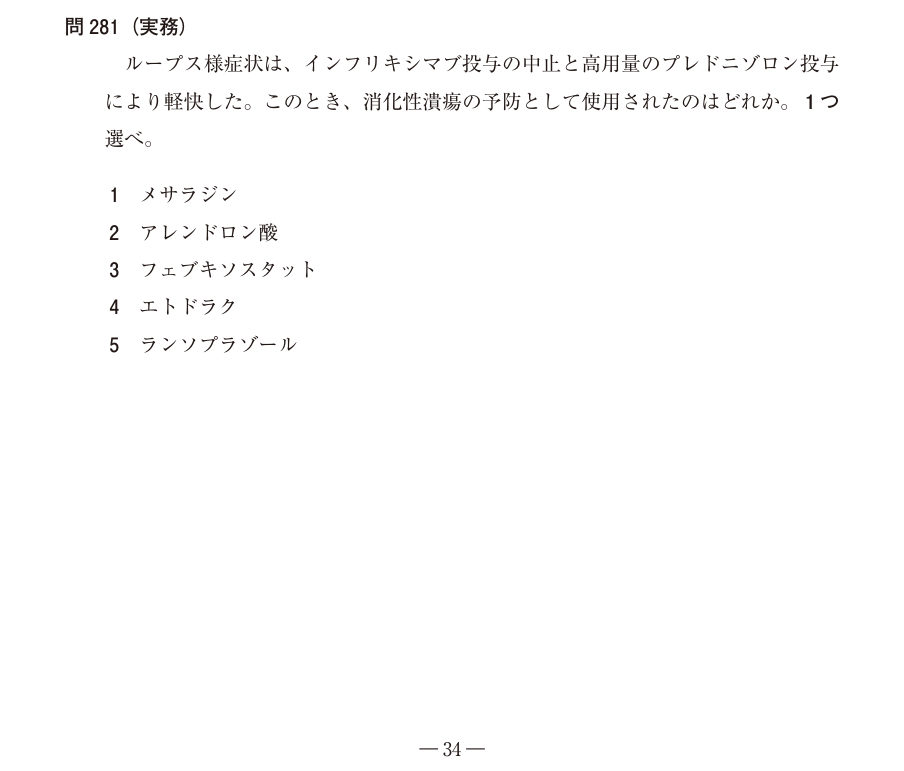 問 281（実務）
ループス様症状は、インフリキシマブ投与の中止と高用量のプレドニゾロン投与
により軽快した。このとき、消化性潰瘍の予防として使用されたのはどれか。1つ
選べ。
1 メサラジン
2 アレンドロン酸
3 フェブキソスタット
4 エトドラク
5 ランソプラゾール
— 34 —